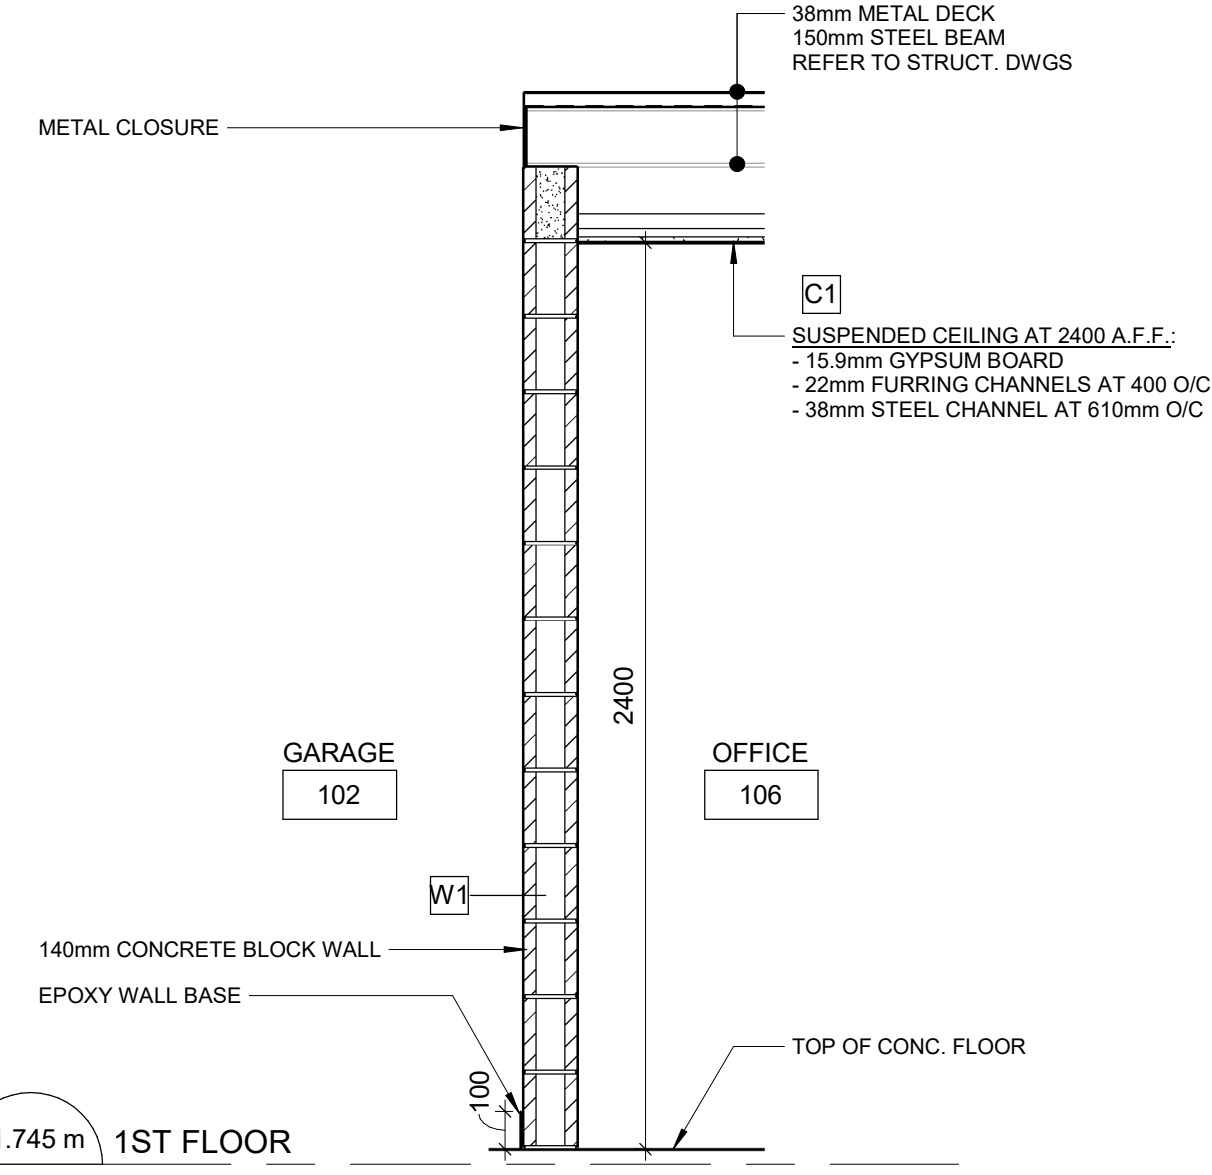 38mm METAL DECK
150mm STEEL BEAM
REFER TO STRUCT. DWGS
METAL CLOSURE
C1
SUSPENDED CEILING AT 2400 A.F.F.:
- 15.9mm GYPSUM BOARD
- 22mm FURRING CHANNELS AT 400 O/C
- 38mm STEEL CHANNEL AT 610mm O/C
2400
GARAGE
102
OFFICE
106
W1
140mm CONCRETE BLOCK WALL
EPOXY WALL BASE
TOP OF CONC. FLOOR
100
.745 m
1ST FLOOR